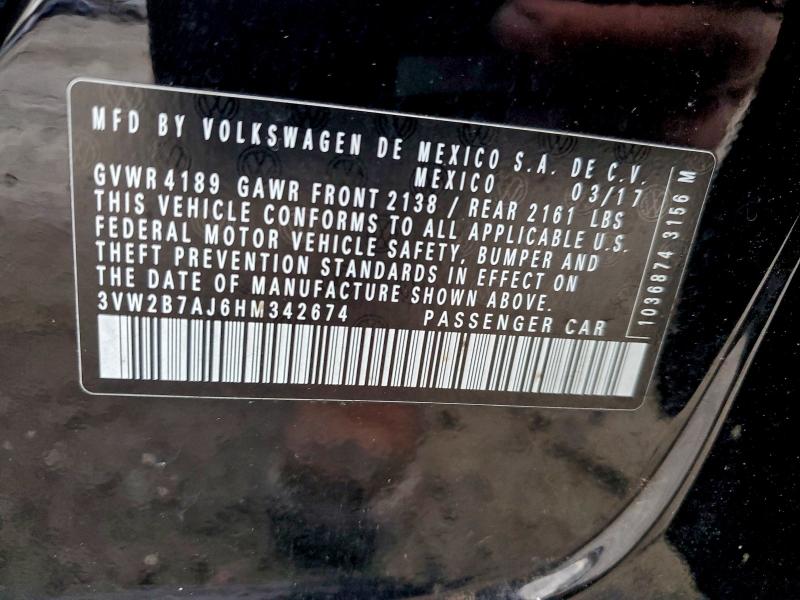 MFD BY VOLKSWAGEN DE MEXICO S.A. DE C.V.
MEXICO 03/17
GVWR 4189 GAWR FRONT 2138 / REAR 2161 LBS
THIS VEHICLE CONFORMS TO ALL APPLICABLE U.S.
FEDERAL MOTOR VEHICLE SAFETY, BUMPER AND
THEFT PREVENTION STANDARDS IN EFFECT ON
THE DATE OF MANUFACTURE SHOWN ABOVE.
3VW2B7AJ6HM342674 PASSENGER CAR
1036874 3156 M